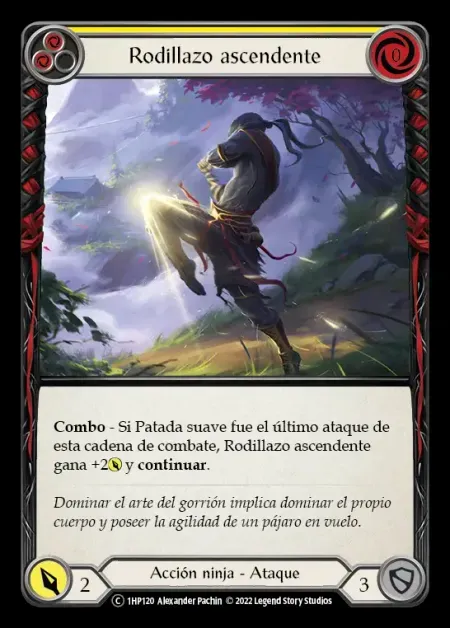 Rodillazo ascendente
0
Combo - Si Patada suave fue el último ataque de
esta cadena de combate, Rodillazo ascendente
gana +2 y continuar.
Dominar el arte del gorrión implica dominar el propio
cuerpo y poseer la agilidad de un pájaro en vuelo.
2
Acción ninja - Ataque
3
C 1HP120 Alexander Pachin © 2022 Legend Story Studios